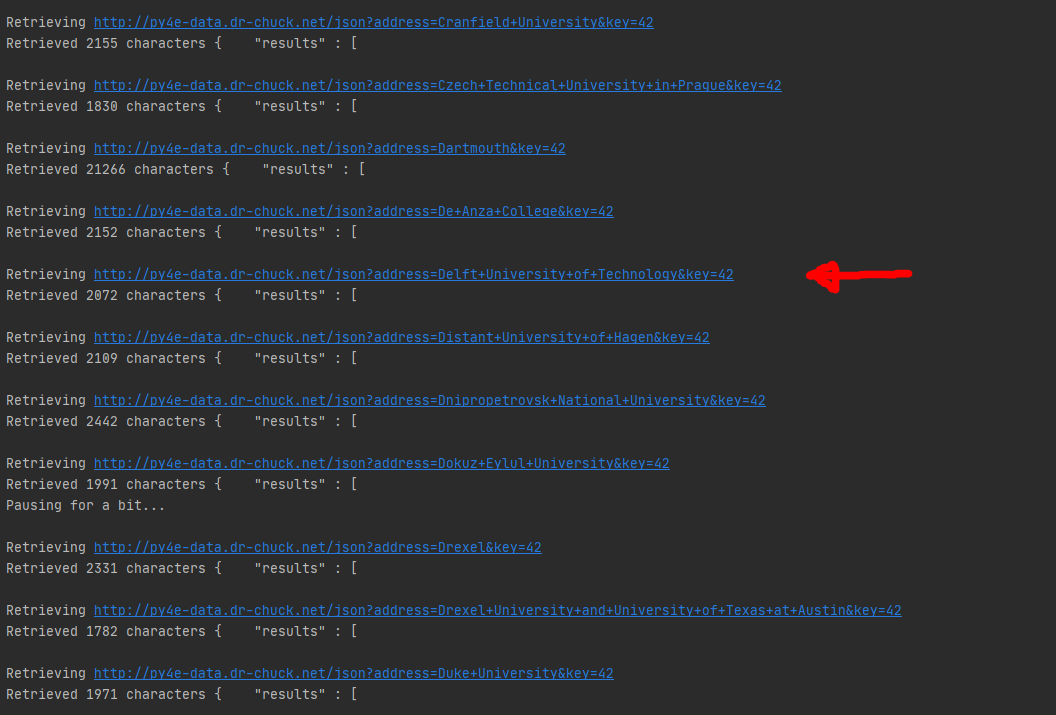 Retrieving http://py4e-data.dr-chuck.net/json?address=Cranfield+University&key=42
Retrieved 2155 characters {    "results" : [
Retrieving http://py4e-data.dr-chuck.net/json?address=Czech+Technical+University+in+Prague&key=42
Retrieved 1830 characters {    "results" : [
Retrieving http://py4e-data.dr-chuck.net/json?address=Dartmouth&key=42
Retrieved 21266 characters {    "results" : [
Retrieving http://py4e-data.dr-chuck.net/json?address=De+Anza+College&key=42
Retrieved 2152 characters {    "results" : [
Retrieving http://py4e-data.dr-chuck.net/json?address=Delft+University+of+Technology&key=42
Retrieved 2072 characters {    "results" : [
Retrieving http://py4e-data.dr-chuck.net/json?address=Distant+University+of+Hagen&key=42
Retrieved 2109 characters {    "results" : [
Retrieving http://py4e-data.dr-chuck.net/json?address=Dnipropetrovsk+National+University&key=42
Retrieved 2442 characters {    "results" : [
Retrieving http://py4e-data.dr-chuck.net/json?address=Dokuz+Eylul+University&key=42
Retrieved 1991 characters {    "results" : [
Pausing for a bit...
Retrieving http://py4e-data.dr-chuck.net/json?address=Drexel&key=42
Retrieved 2331 characters {    "results" : [
Retrieving http://py4e-data.dr-chuck.net/json?address=Drexel+University+and+University+of+Texas+at+Austin&key=42
Retrieved 1782 characters {    "results" : [
Retrieving http://py4e-data.dr-chuck.net/json?address=Duke+University&key=42
Retrieved 1971 characters {    "results" : [